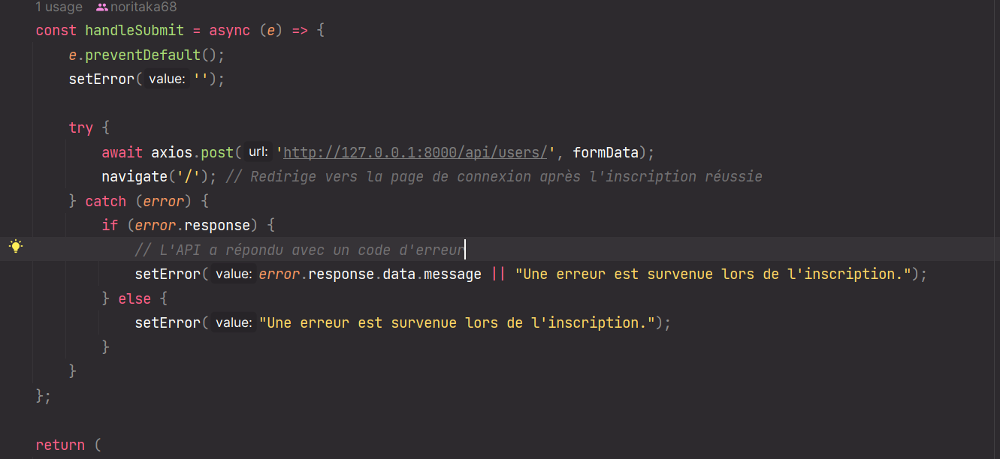 1 usage noritaka68
const handleSubmit = async (e) => {
e.preventDefault();
setError( value: '');
try {
await axios.post( url: 'http://127.0.0.1:8000/api/users/', formData);
navigate('/'); // Redirige vers la page de connexion après l'inscription réussie
} catch (error) {
if (error.response) {
// L'API a répondu avec un code d'erreur
setError( value: error.response.data.message || "Une erreur est survenue lors de l'inscription.");
} else {
setError( value: "Une erreur est survenue lors de l'inscription.");
}
}
};
return (